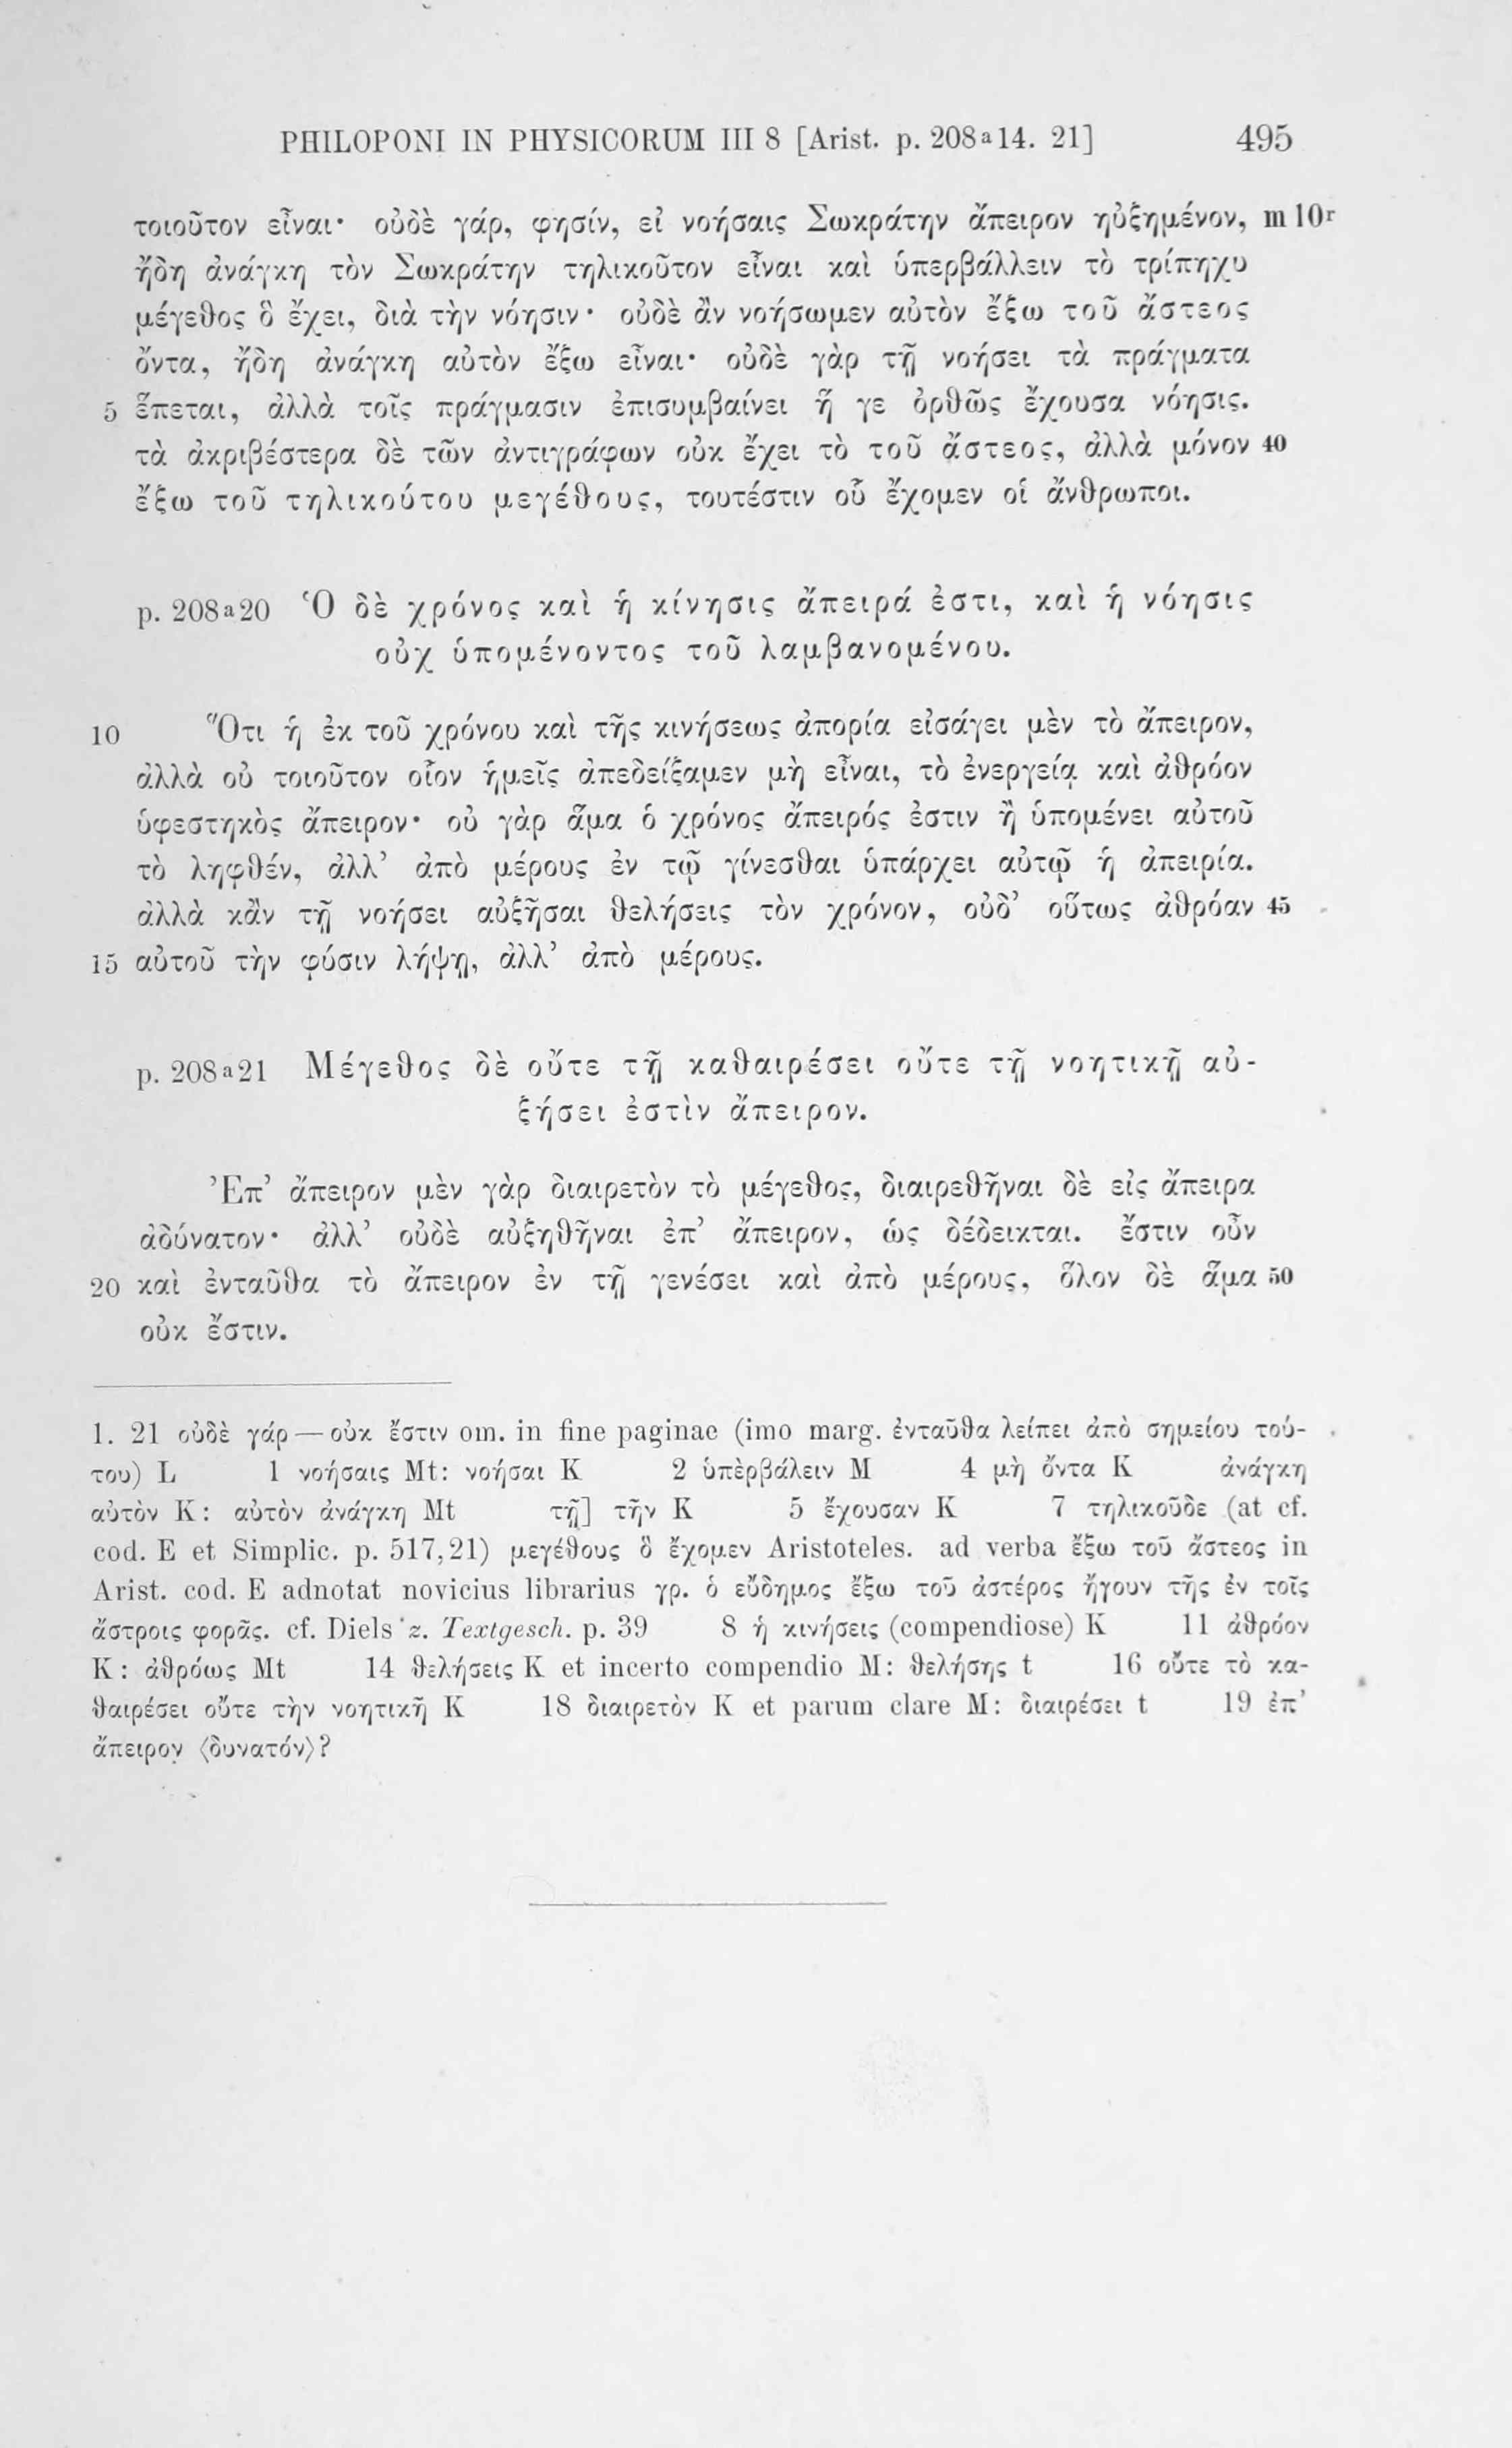 PHILOPONI IN PHYSICORUM III 8 [Arist. p. 208ª14. 21] 495
τοιοῦτον εἶναι· οὐδὲ γάρ, φησίν, εἰ νοήσαις Σωκράτην ἄπειρον ηὐξημένον, m 10r
ἤδη ἀνάγκη τὸν Σωκράτην τηλικοῦτον εἶναι καὶ ὑπερβάλλειν τὸ τρίπηχυ
μέγεθος ὃ ἔχει, διὰ τὴν νόησιν· οὐδὲ ἂν νοήσωμεν αὐτὸν ἔξω τοῦ ἄστεος
ὄντα, ἤδη ἀνάγκη αὐτὸν ἔξω εἶναι· οὐδὲ γὰρ τῇ νοήσει τὰ πράγματα
5 ἕπεται, ἀλλὰ τοῖς πράγμασιν ἐπισυμβαίνει ἥ γε ὀρθῶς ἔχουσα νόησις.
τὰ ἀκριβέστερα δὲ τῶν ἀντιγράφων οὐκ ἔχει τὸ τοῦ ἄστεος, ἀλλὰ μόνον 40
ἔξω τοῦ τηλικούτου μεγέθους, τουτέστιν οὗ ἔχομεν οἱ ἄνθρωποι.
p. 208ª20 Ὁ δὲ χρόνος καὶ ἡ κίνησις ἄπειρά ἐστι, καὶ ἡ νόησις
οὐχ ὑπομένοντος τοῦ λαμβανομένου.
10 Ὅτι ἡ ἐκ τοῦ χρόνου καὶ τῆς κινήσεως ἀπορία εἰσάγει μὲν τὸ ἄπειρον,
ἀλλὰ οὐ τοιοῦτον οἷον ἡμεῖς ἀπεδείξαμεν μὴ εἶναι, τὸ ἐνεργείᾳ καὶ ἀθρόον
ὑφεστηκὸς ἄπειρον· οὐ γὰρ ἅμα ὁ χρόνος ἄπειρός ἐστιν ἢ ὑπομένει αὐτοῦ
τὸ ληφθέν, ἀλλ’ ἀπὸ μέρους ἐν τῷ γίνεσθαι ὑπάρχει αὐτῷ ἡ ἀπειρία.
ἀλλὰ κἂν τῇ νοήσει αὐξῆσαι θελήσεις τὸν χρόνον, οὐδ’ οὕτως ἀθρόαν 45
15 αὐτοῦ τὴν φύσιν λήψῃ, ἀλλ’ ἀπὸ μέρους.
p. 208ª21 Μέγεθος δὲ οὔτε τῇ καθαιρέσει οὔτε τῇ νοητικῇ αὐ-
ξήσει ἐστὶν ἄπειρον.
Ἐπ’ ἄπειρον μὲν γὰρ διαιρετὸν τὸ μέγεθος, διαιρεθῆναι δὲ εἰς ἄπειρα
ἀδύνατον· ἀλλ’ οὐδὲ αὐξηθῆναι ἐπ’ ἄπειρον, ὡς δέδεικται. ἔστιν οὖν
20 καὶ ἐνταῦθα τὸ ἄπειρον ἐν τῇ γενέσει καὶ ἀπὸ μέρους, ὅλον δὲ ἅμα 50
οὐκ ἔστιν.
1. 21 οὐδὲ γάρ — οὐκ ἔστιν om. in fine paginae (imo marg. ἐνταῦθα λείπει ἀπὸ σημείου τού-
του) L 1 νοήσαις Mt: νοήσαι K 2 ὑπὲρβάλειν M 4 μὴ ὄντα K ἀνάγκη
αὐτὸν K: αὐτὸν ἀνάγκη Mt τῇ] τῆν K 5 ἔχουσαν K 7 τηλικοῦδε (at cf.
cod. E et Simplic. p. 517,21) μεγέθους ὃ ἔχομεν Aristoteles. ad verba ἔξω τοῦ ἄστεος in
Arist. cod. E adnotat novicius librarius γρ. ὁ εὔδημος ἔξω τοῦ ἀστέρος ἤγουν τῆς ἐν τοῖς
ἄστροις φορᾶς. cf. Diels z. Textgesch. p. 39 8 ἡ κινήσεις (compendiose) K 11 ἀθρόον
K: ἀθρόως Mt 14 θελήσεις K et incerto compendio M: θελήσης t 16 οὔτε τὸ κα-
θαιρέσει οὔτε τὴν νοητικῆ K 18 διαιρετὸν K et parum clare M: διαιρέσει t 19 ἐπ’
ἄπειρον ⟨δυνατόν⟩?